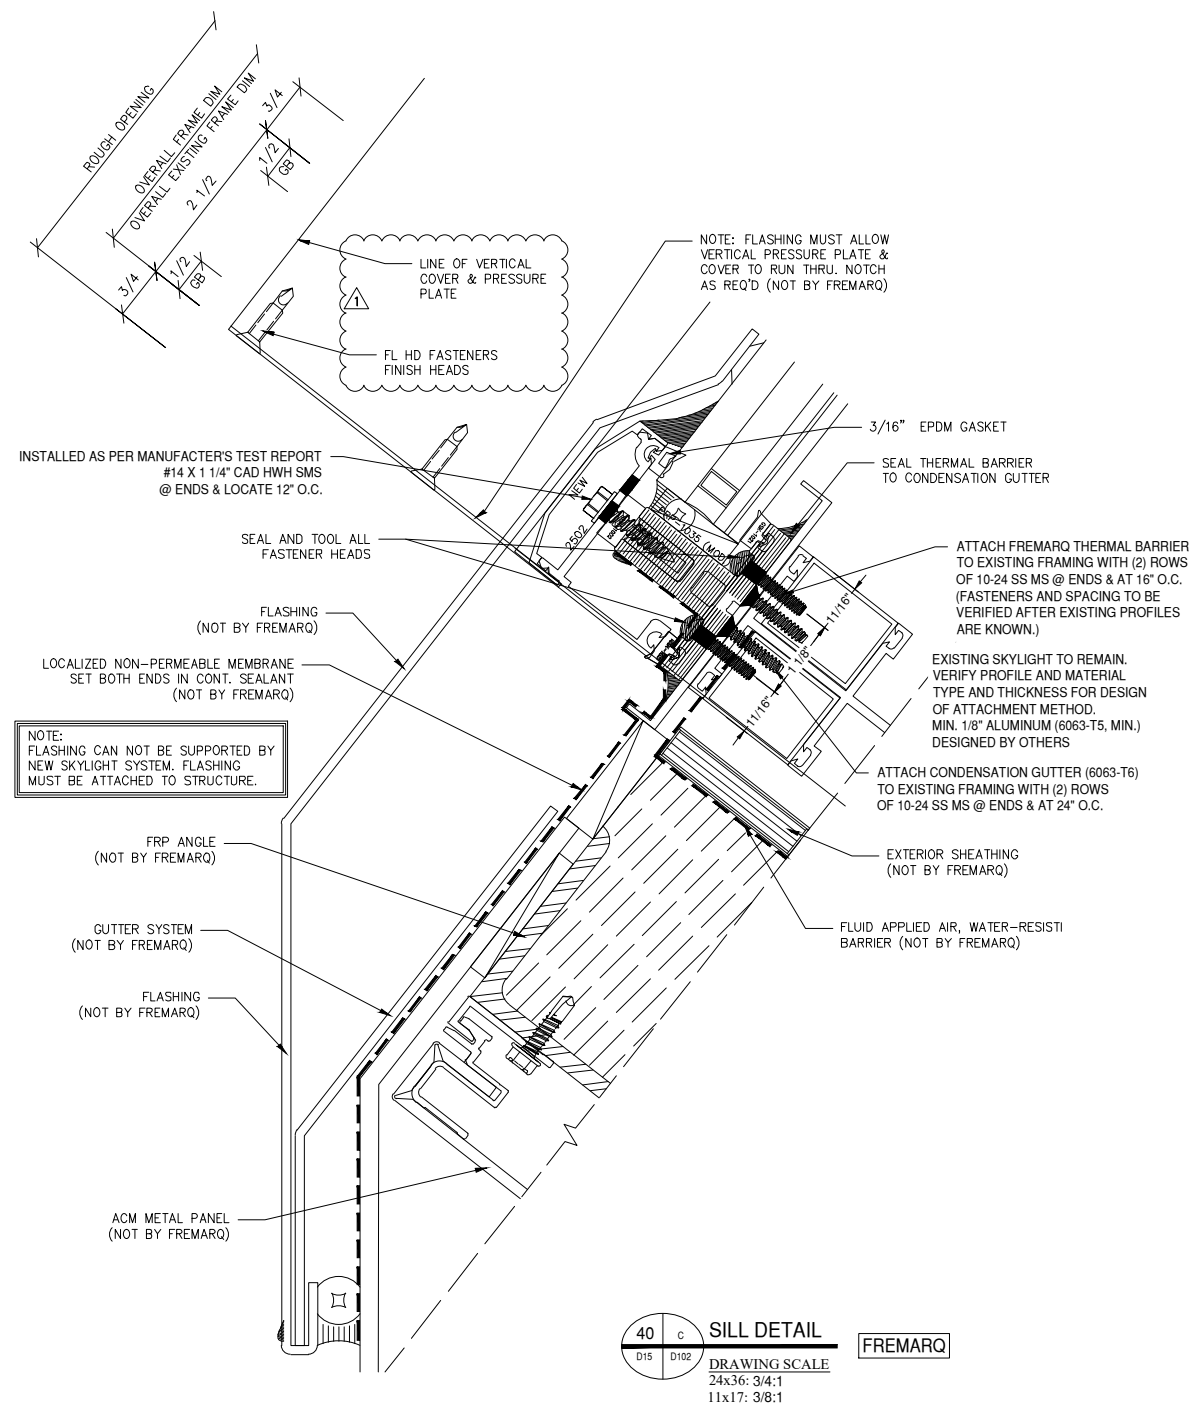 ROUGH OPENING
OVERALL FRAME DIM
OVERALL EXISTING FRAME DIM
3/4
2 1/2
1/2
GB
1/2
GB
3/4
LINE OF VERTICAL
COVER & PRESSURE
PLATE
1
FL HD FASTENERS
FINISH HEADS
NOTE: FLASHING MUST ALLOW
VERTICAL PRESSURE PLATE &
COVER TO RUN THRU. NOTCH
AS REQ'D (NOT BY FREMARQ)
3/16" EPDM GASKET
SEAL THERMAL BARRIER
TO CONDENSATION GUTTER
INSTALLED AS PER MANUFACTER'S TEST REPORT
#14 X 1 1/4" CAD HWH SMS
@ ENDS & LOCATE 12" O.C.
NEW
2502
SEAL AND TOOL ALL
FASTENER HEADS
ATTACH FREMARQ THERMAL BARRIER
TO EXISTING FRAMING WITH (2) ROWS
OF 10-24 SS MS @ ENDS & AT 16" O.C.
(FASTENERS AND SPACING TO BE
VERIFIED AFTER EXISTING PROFILES
ARE KNOWN.)
11/16"
1 1/8"
11/16"
FLASHING
(NOT BY FREMARQ)
LOCALIZED NON-PERMEABLE MEMBRANE
SET BOTH ENDS IN CONT. SEALANT
(NOT BY FREMARQ)
EXISTING SKYLIGHT TO REMAIN.
VERIFY PROFILE AND MATERIAL
TYPE AND THICKNESS FOR DESIGN
OF ATTACHMENT METHOD.
MIN. 1/8" ALUMINUM (6063-T5, MIN.)
DESIGNED BY OTHERS
NOTE:
FLASHING CAN NOT BE SUPPORTED BY
NEW SKYLIGHT SYSTEM. FLASHING
MUST BE ATTACHED TO STRUCTURE.
ATTACH CONDENSATION GUTTER (6063-T6)
TO EXISTING FRAMING WITH (2) ROWS
OF 10-24 SS MS @ ENDS & AT 24" O.C.
FRP ANGLE
(NOT BY FREMARQ)
EXTERIOR SHEATHING
(NOT BY FREMARQ)
GUTTER SYSTEM
(NOT BY FREMARQ)
FLUID APPLIED AIR, WATER-RESISTI
BARRIER (NOT BY FREMARQ)
FLASHING
(NOT BY FREMARQ)
ACM METAL PANEL
(NOT BY FREMARQ)
40
C
D15
D102
SILL DETAIL
FREMARQ
DRAWING SCALE
24x36: 3/4:1
11x17: 3/8:1